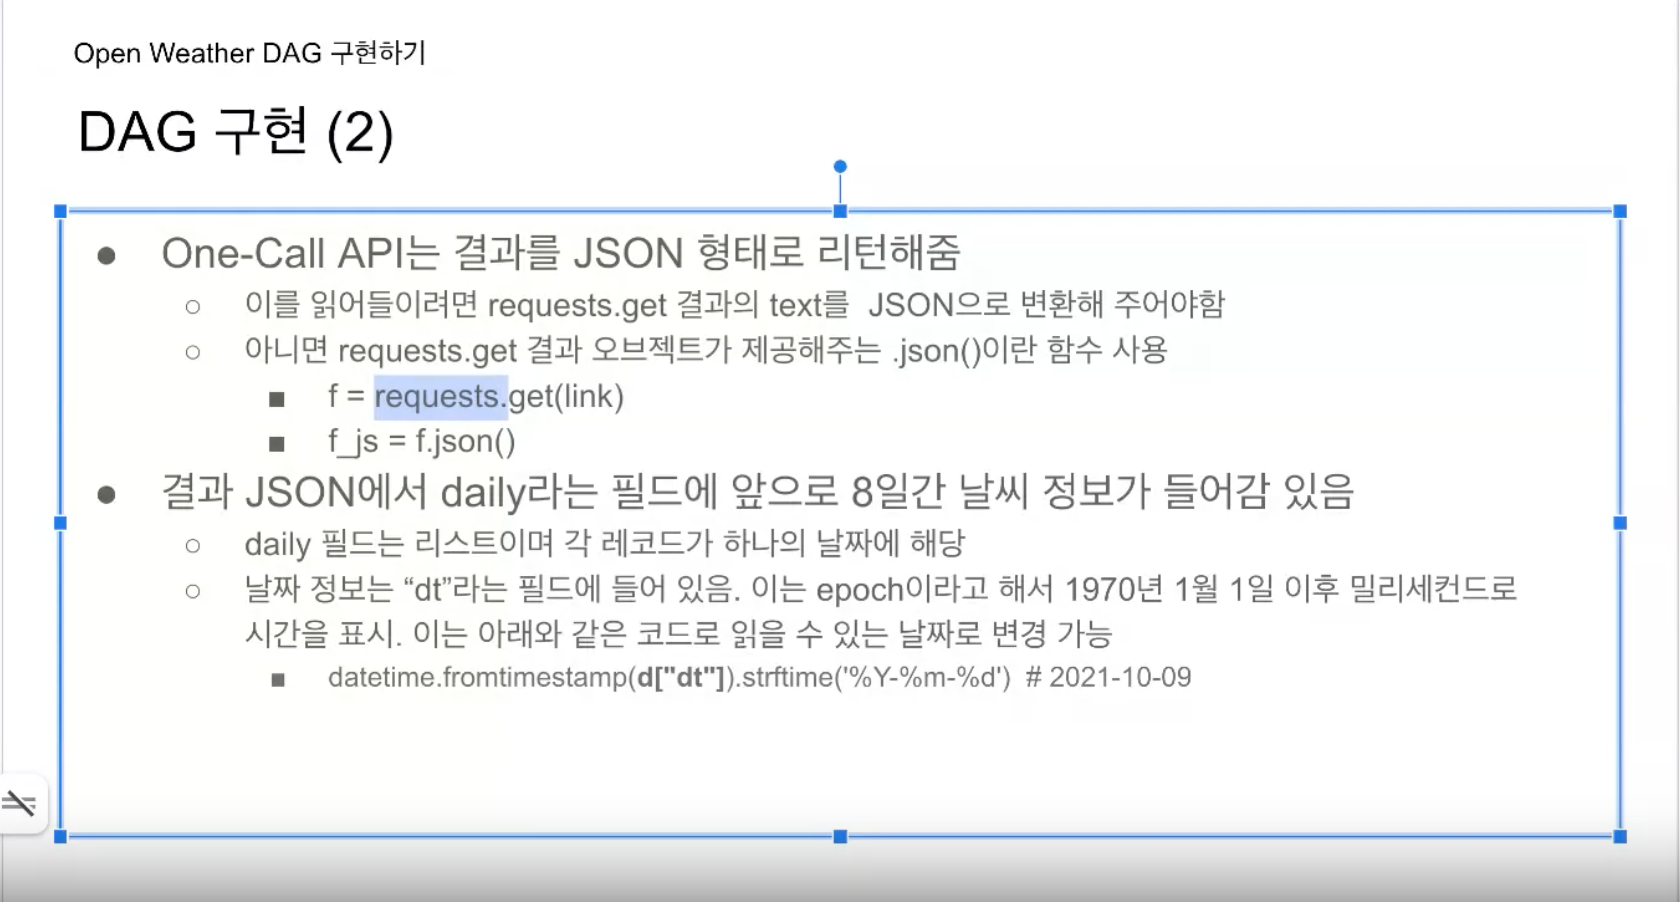 Open Weather DAG 구현하기
DAG 구현 (2)
● One-Call API는 결과를 JSON 형태로 리턴해줌
○ 이를 읽어들이려면 requests.get 결과의 text를 JSON으로 변환해 주어야함
○ 아니면 requests.get 결과 오브젝트가 제공해주는 .json()이란 함수 사용
■ f = requests.get(link)
■ f_js = f.json()
● 결과 JSON에서 daily라는 필드에 앞으로 8일간 날씨 정보가 들어감 있음
○ daily 필드는 리스트이며 각 레코드가 하나의 날짜에 해당
○ 날짜 정보는 “dt”라는 필드에 들어 있음. 이는 epoch이라고 해서 1970년 1월 1일 이후 밀리세컨드로
시간을 표시. 이는 아래와 같은 코드로 읽을 수 있는 날짜로 변경 가능
■ datetime.fromtimestamp(d["dt"]).strftime('%Y-%m-%d') # 2021-10-09